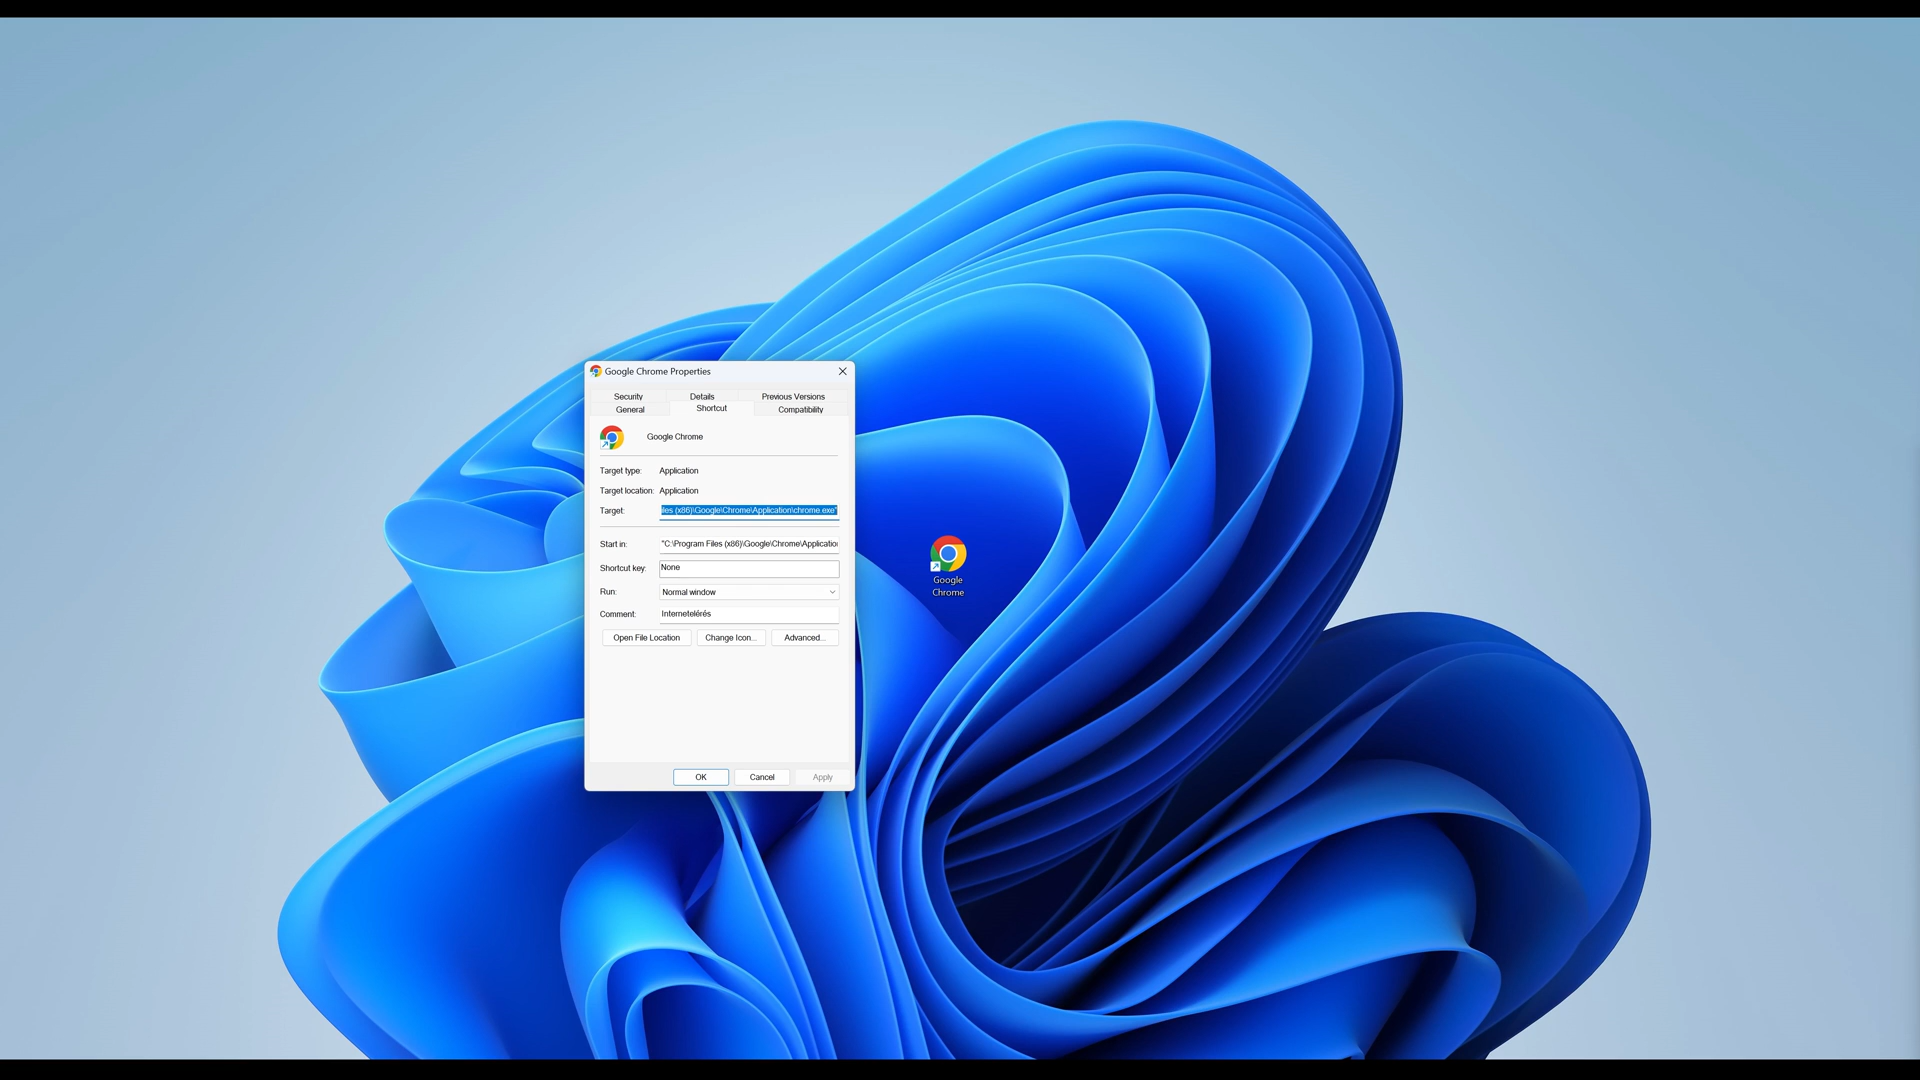 Google Chrome Properties
Security Details Previous Versions
General Shortcut Compatibility
Google Chrome
Target type: Application
Target location: Application
Target: iles (x86)\Google\Chrome\Application\chrome.exe"
Start in: "C:\Program Files (x86)\Google\Chrome\Applicatio
Shortcut key: None
Run: Normal window
Comment: Internetelérés
Open File Location Change Icon... Advanced...
OK Cancel Apply
Google
Chrome